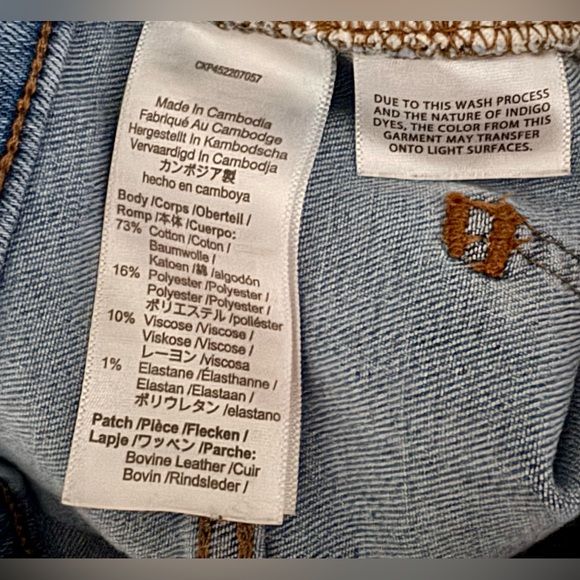 CKP452207057
Made In Cambodia
Fabriqué Au Cambodge
Hergestellt In Kambodscha
Vervaardigd In Cambodja
カンボジア製
hecho en camboya
Body /Corps /Oberteil /
Romp /本体 /Cuerpo:
73% Cotton /Coton /
Baumwolle /
Katoen /綿 /algodón
16% Polyester /Polyester /
Polyester /Polyester /
ポリエステル /poliéster
10% Viscose /Viscose /
Viskose /Viscose /
レーヨン /viscosa
1% Elastane /Élasthanne /
Elastan /Elastaan /
ポリウレタン /elastano
Patch /Pièce /Flecken /
Lapje /ワッペン /Parche:
Bovine Leather /Cuir
Bovin /Rindsleder /
DUE TO THIS WASH PROCESS
AND THE NATURE OF INDIGO
DYES, THE COLOR FROM THIS
GARMENT MAY TRANSFER
ONTO LIGHT SURFACES.